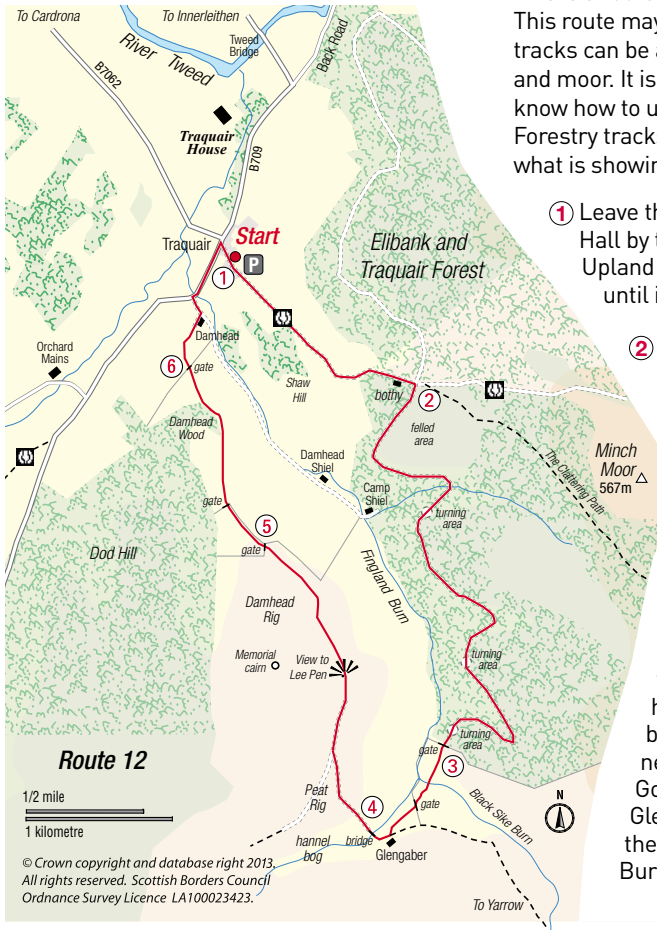 To Cardrona
To Innerleithen
River Tweed
Tweed
Bridge
Back Road
B7062
Traquair
House
B709
This route may
tracks can be a
and moor. It is
know how to u
Forestry track
what is showin
Traquair
Start
P
1
Elibank and
Traquair Forest
1 Leave th
Hall by t
Upland
until i
2
Orchard
Mains
Damhead
6
gate
Shaw
Hill
bothy
2
felled
area
Damhead
Wood
Damhead
Shiel
Camp
Shiel
The Clattering Path
Minch
Moor
567m
gate
5
gate
turning
area
Dod Hill
Fingland Burn
Damhead
Rig
Memorial
cairn
View to
Lee Pen
turning
area
h
b
ne
Go
Gle
the
Bur
Route 12
1/2 mile
1 kilometre
turning
area
gate
3
Peat
Rig
4
gate
Black Sike Burn
N
hannel
bog
bridge
Glengaber
To Yarrow
© Crown copyright and database right 2013.
All rights reserved. Scottish Borders Council
Ordnance Survey Licence LA100023423.